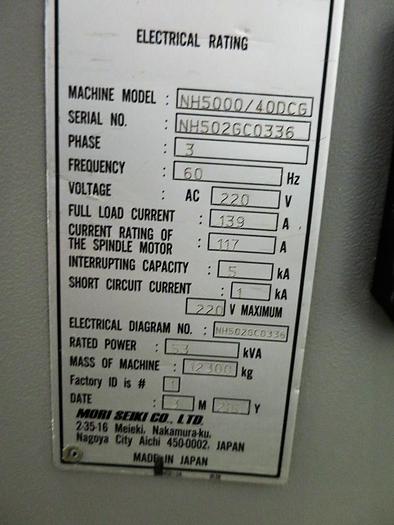 ELECTRICAL RATING
MACHINE MODEL : NH5000/40DCG
SERIAL NO. : NH502GC0336
PHASE : 3
FREQUENCY : 60 Hz
VOLTAGE : AC 220 V
FULL LOAD CURRENT : 139 A
CURRENT RATING OF
THE SPINDLE MOTOR : 117 A
INTERRUPTING CAPACITY : 5 kA
SHORT CIRCUIT CURRENT : 1 kA
220 V MAXIMUM
ELECTRICAL DIAGRAM NO. : NH502GC0336
RATED POWER : 53 kVA
MASS OF MACHINE : 12300 kg
Factory ID is # 1
DATE : 3 M Y
MORI SEIKI CO., LTD.
2-35-16 Meieki, Nakamura-ku,
Nagoya City Aichi 450-0002, JAPAN
MADE IN JAPAN